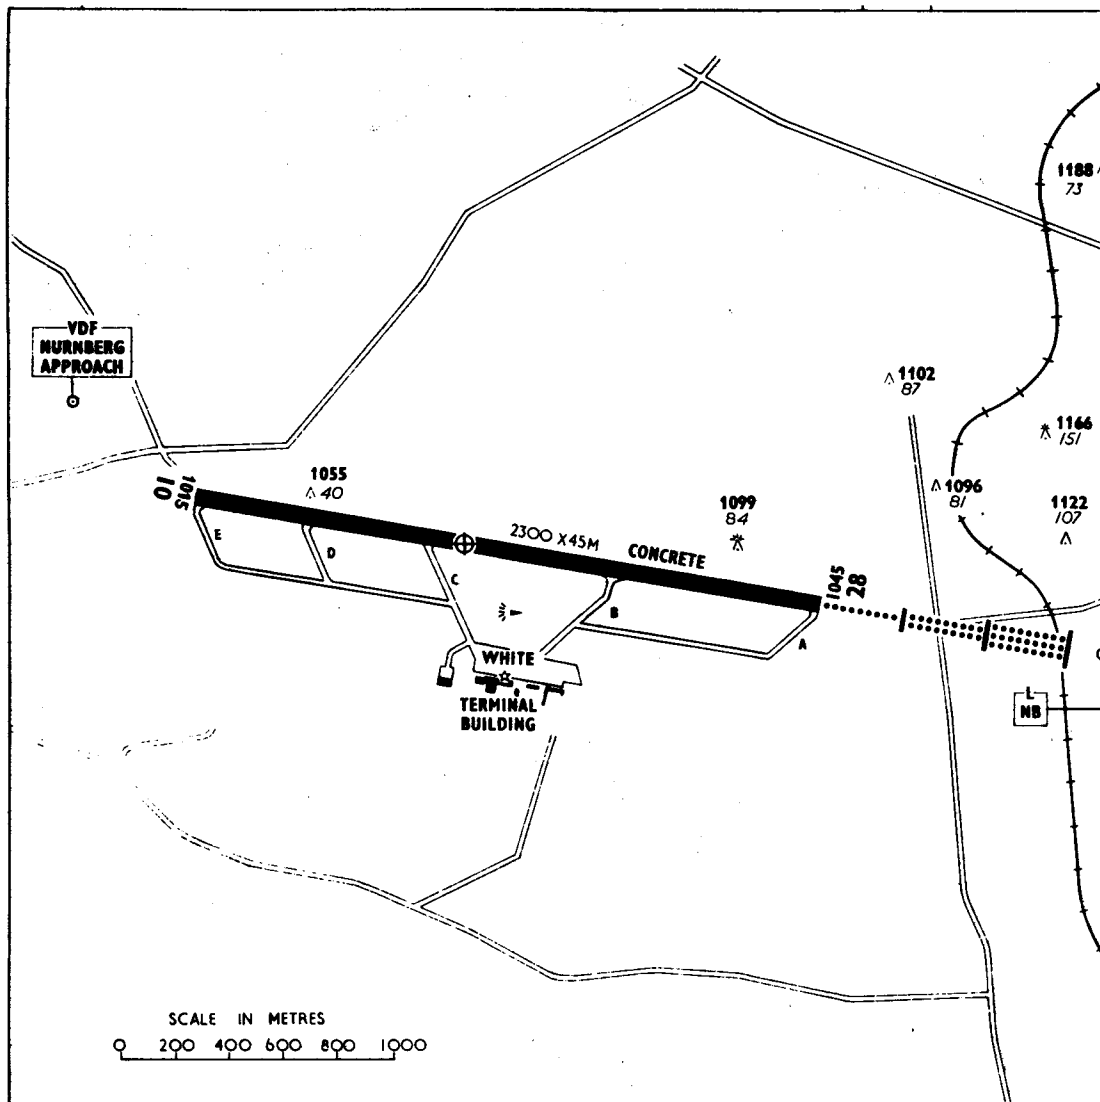 1188
73
VDF
NURNBERG
APPROACH
1102
87
1166
151
1055
40
1099
84
1096
81
1122
107
10
1015
2300 X 45M
CONCRETE
1045
28
E
D
C
B
A
WHITE
TERMINAL
BUILDING
L
NB
SCALE IN METRES
0 200 400 600 800 1000